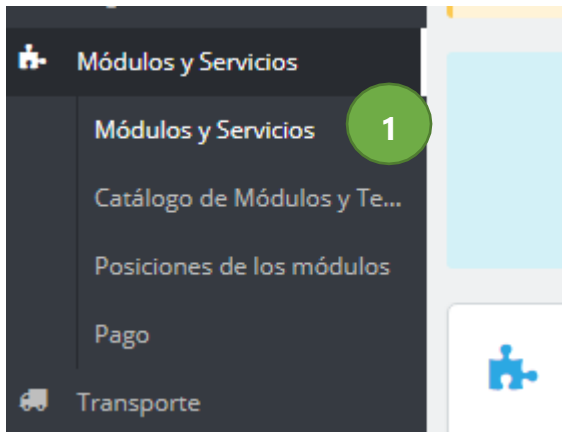 Módulos y Servicios
Módulos y Servicios
1
Catálogo de Módulos y Te...
Posiciones de los módulos
Pago
Transporte